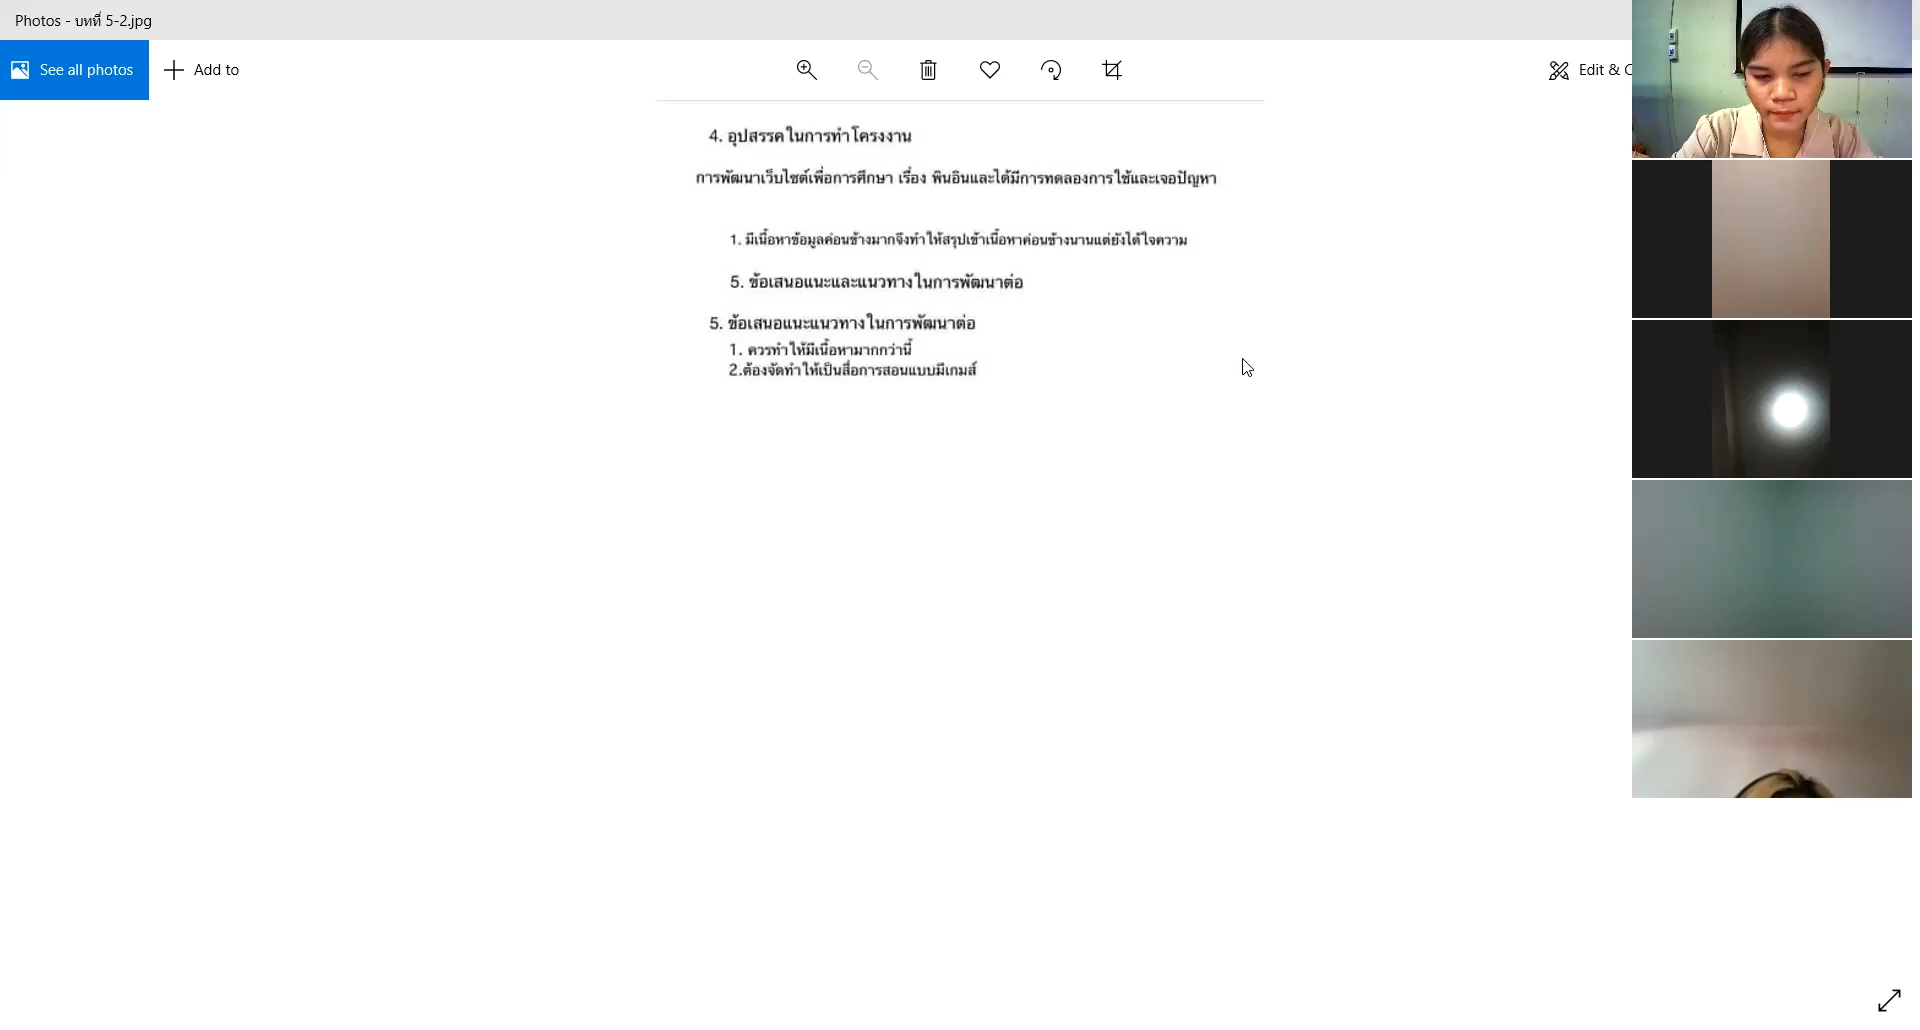 Photos - บทที่ 5-2.jpg
See all photos
Add to
Edit & C
4. อุปสรรคในการทำโครงงาน
การพัฒนาเว็บไซต์เพื่อการศึกษา เรื่อง พินอินและได้มีการทดลองการใช้และเจอปัญหา
1. มีเนื้อหาข้อมูลค่อนข้างมากจึงทำให้สรุปเข้าเนื้อหาค่อนข้างนานแต่ยังได้ใจความ
5. ข้อเสนอแนะและแนวทางในการพัฒนาต่อ
5. ข้อเสนอแนะแนวทางในการพัฒนาต่อ
1. ควรทำให้มีเนื้อหามากกว่านี้
2.ต้องจัดทำให้เป็นสื่อการสอนแบบมีเกมส์